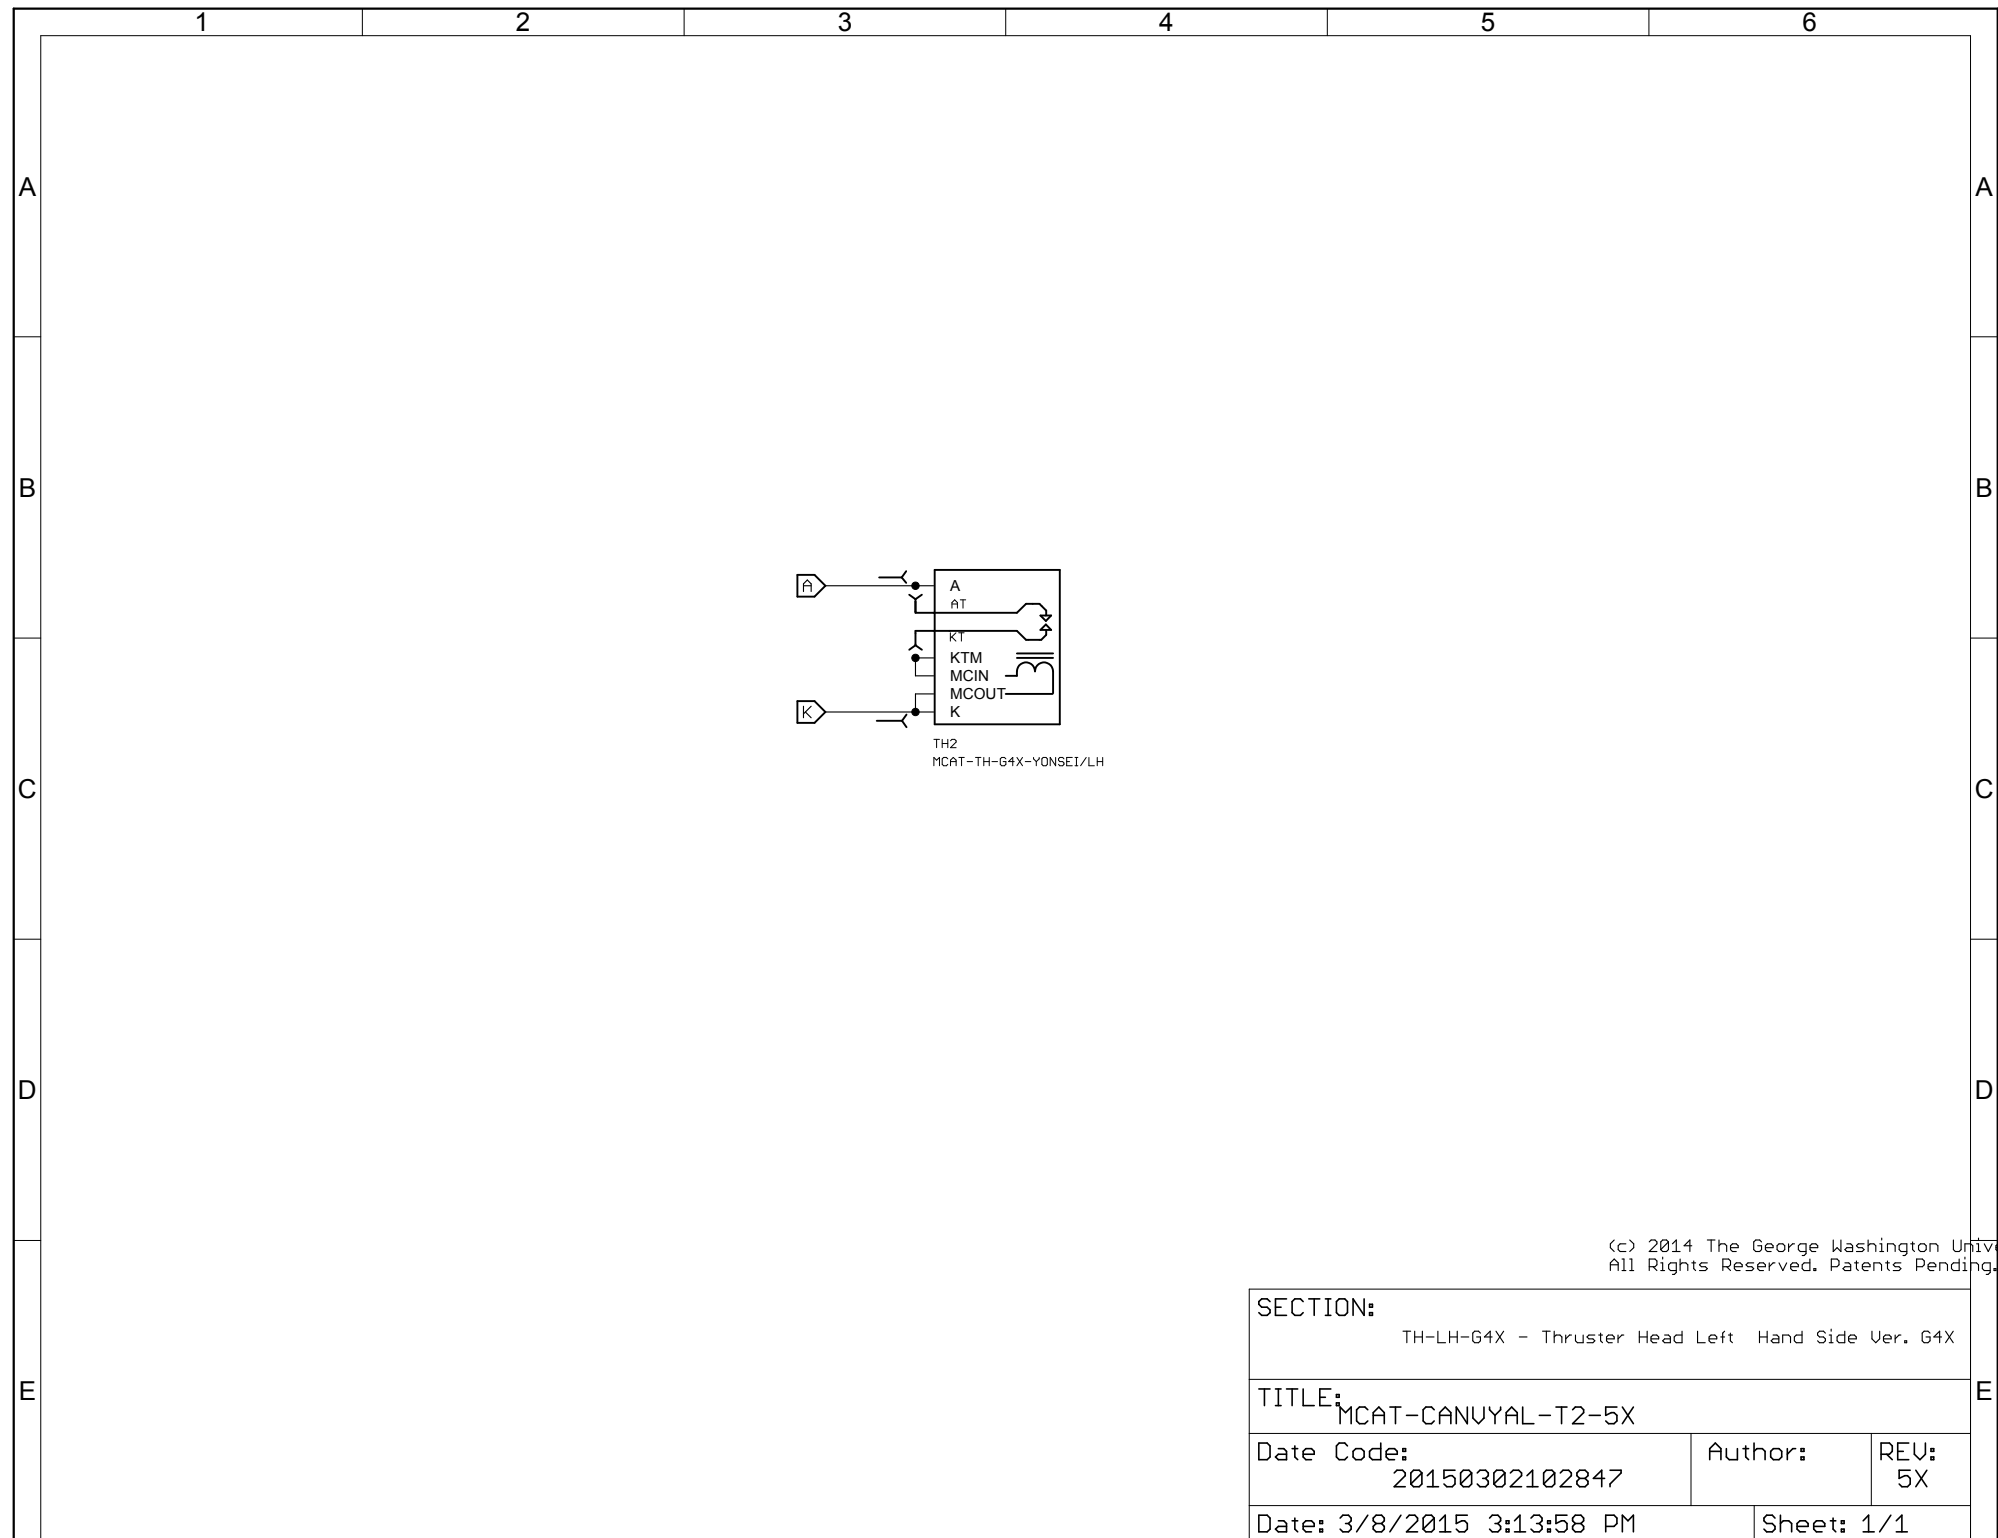 1 2 3 4 5 6
A A
B B
A A
AT
KT
KTM
MCIN
MCOUT
K K
TH2
MCAT-TH-G4X-YONSEI/LH
C C
D D
(c) 2014 The George Washington Unive
All Rights Reserved. Patents Pending.
SECTION:
TH-LH-G4X - Thruster Head Left Hand Side Ver. G4X
E E
TITLE:
MCAT-CANVYAL-T2-5X
Date Code: Author: REV:
20150302102847 5X
Date: 3/8/2015 3:13:58 PM Sheet: 1/1